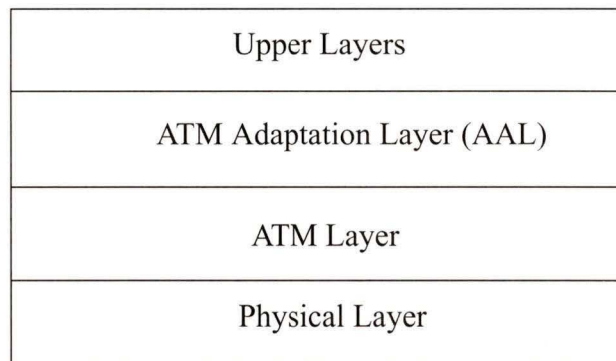 Upper Layers
ATM Adaptation Layer (AAL)
ATM Layer
Physical Layer